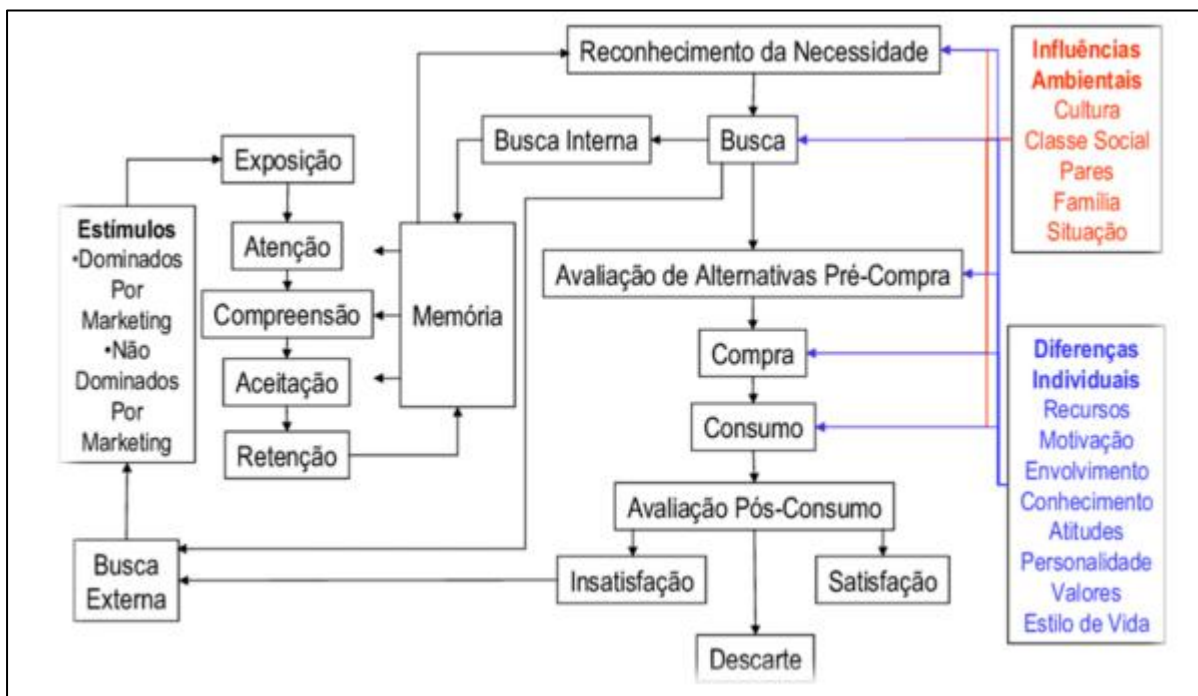 Reconhecimento da Necessidade
Busca Interna
Busca
Exposição
Estímulos
•Dominados
Por
Marketing
•Não
Dominados
Por
Marketing
Atenção
Compreensão
Aceitação
Retenção
Memória
Avaliação de Alternativas Pré-Compra
Compra
Consumo
Avaliação Pós-Consumo
Busca
Externa
Insatisfação
Satisfação
Descarte
Influências
Ambientais
Cultura
Classe Social
Pares
Família
Situação
Diferenças
Individuais
Recursos
Motivação
Envolvimento
Conhecimento
Atitudes
Personalidade
Valores
Estilo de Vida